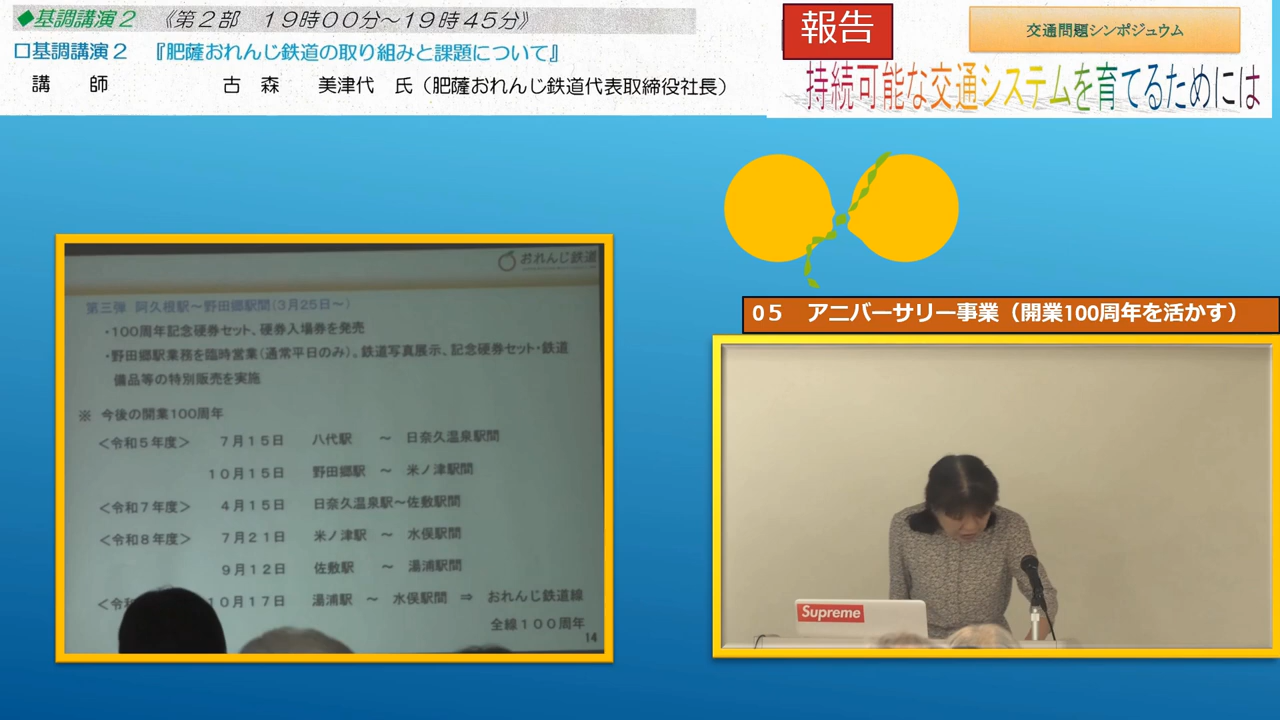 ◆基調講演２　《第２部　１９時００分～１９時４５分》
□基調講演２　『肥薩おれんじ鉄道の取り組みと課題について』
講　師　　　古　森　　美津代　氏（肥薩おれんじ鉄道代表取締役社長）
報告
交通問題シンポジュウム
持続可能な交通システムを育てるためには
おれんじ鉄道
第三弾　阿久根駅～野田郷駅間（3月25日～）
・100周年記念硬券セット、硬券入場券を発売
・野田郷駅業務を臨時営業（通常平日のみ）。鉄道写真展示、記念硬券セット・鉄道
備品等の特別販売を実施
※　今後の開業100周年
＜令和５年度＞　７月１５日　八代駅　～　日奈久温泉駅間
１０月１５日　野田郷駅　～　米ノ津駅間
＜令和７年度＞　４月１５日　日奈久温泉駅～佐敷駅間
＜令和８年度＞　７月２１日　米ノ津駅　～　水俣駅間
９月１２日　佐敷駅　～　湯浦駅間
＜令　１０月１７日　湯浦駅　～　水俣駅間　⇒　おれんじ鉄道線
全線１００周年
14
０５　アニバーサリー事業（開業100周年を活かす）
Supreme